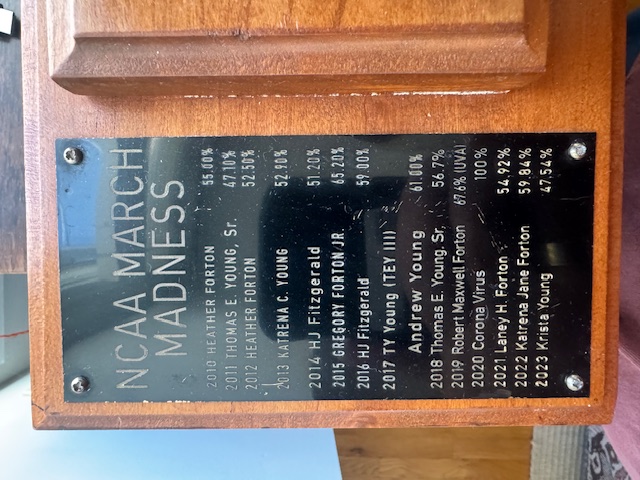 NCAA MARCH
MADNESS
2010 HEATHER FORTON 55.00%
2011 THOMAS E. YOUNG, Sr. 47.10%
2012 HEATHER FORTON 52.50%
2013 KATRENA C. YOUNG 52.90%
2014 HJ Fitzgerald 51.20%
2015 GREGORY FORTON JR. 65.20%
2016 HJ Fitzgerald 59.00%
2017 TY Young (TEY III)
Andrew Young 61.00%
2018 Thomas E. Young, Sr. 56.7%
2019 Robert Maxwell Forton 67.6% (UVA)
2020 Corona Virus 100%
2021 Laney H. Forton 54.92%
2022 Katrena Jane Forton 59.84%
2023 Krista Young 47.54%